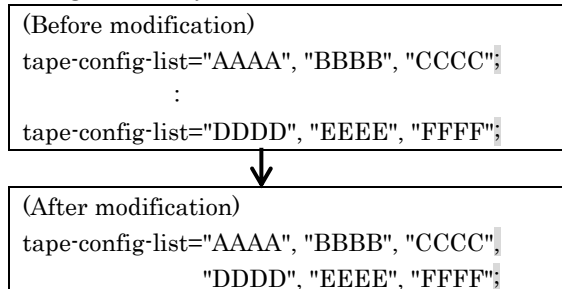 (Before modification)
tape-config-list="AAAA", "BBBB", "CCCC";
:
tape-config-list="DDDD", "EEEE", "FFFF";
(After modification)
tape-config-list="AAAA", "BBBB", "CCCC",
"DDDD", "EEEE", "FFFF";